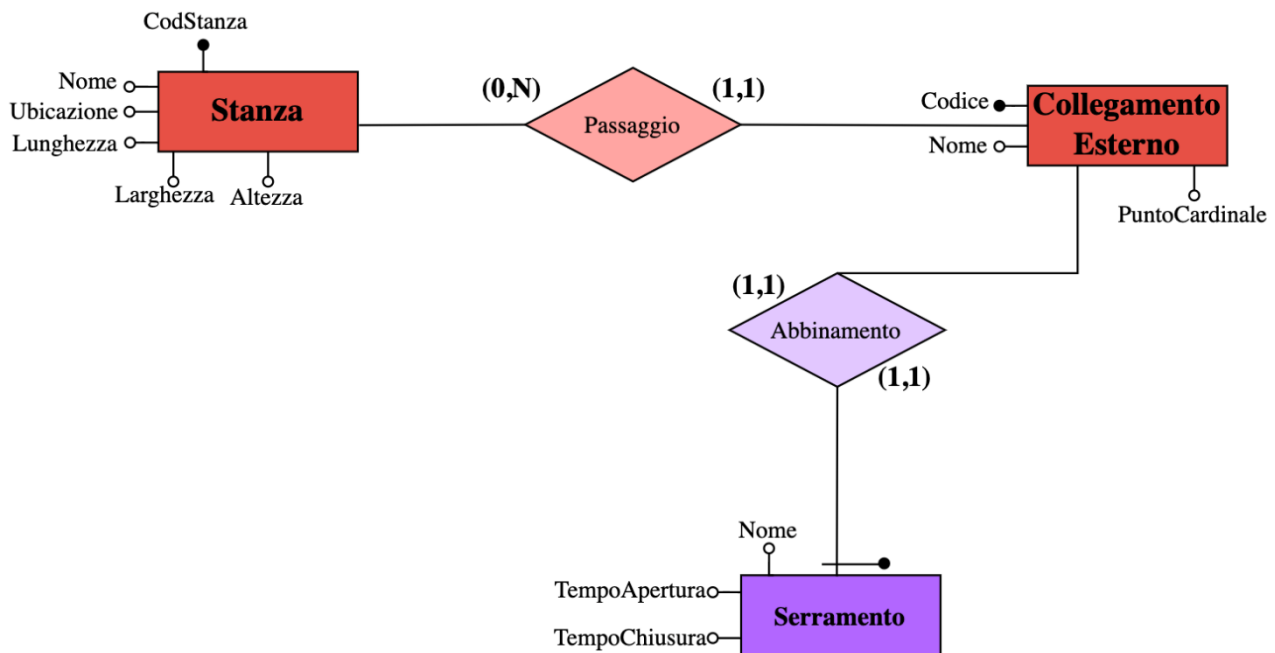 CodStanza
Nome
Ubicazione
Lunghezza
Stanza
Larghezza
Altezza
(0,N)
Passaggio
(1,1)
Codice
Nome
Collegamento
Esterno
PuntoCardinale
(1,1)
Abbinamento
(1,1)
Nome
TempoApertura
TempoChiusura
Serramento